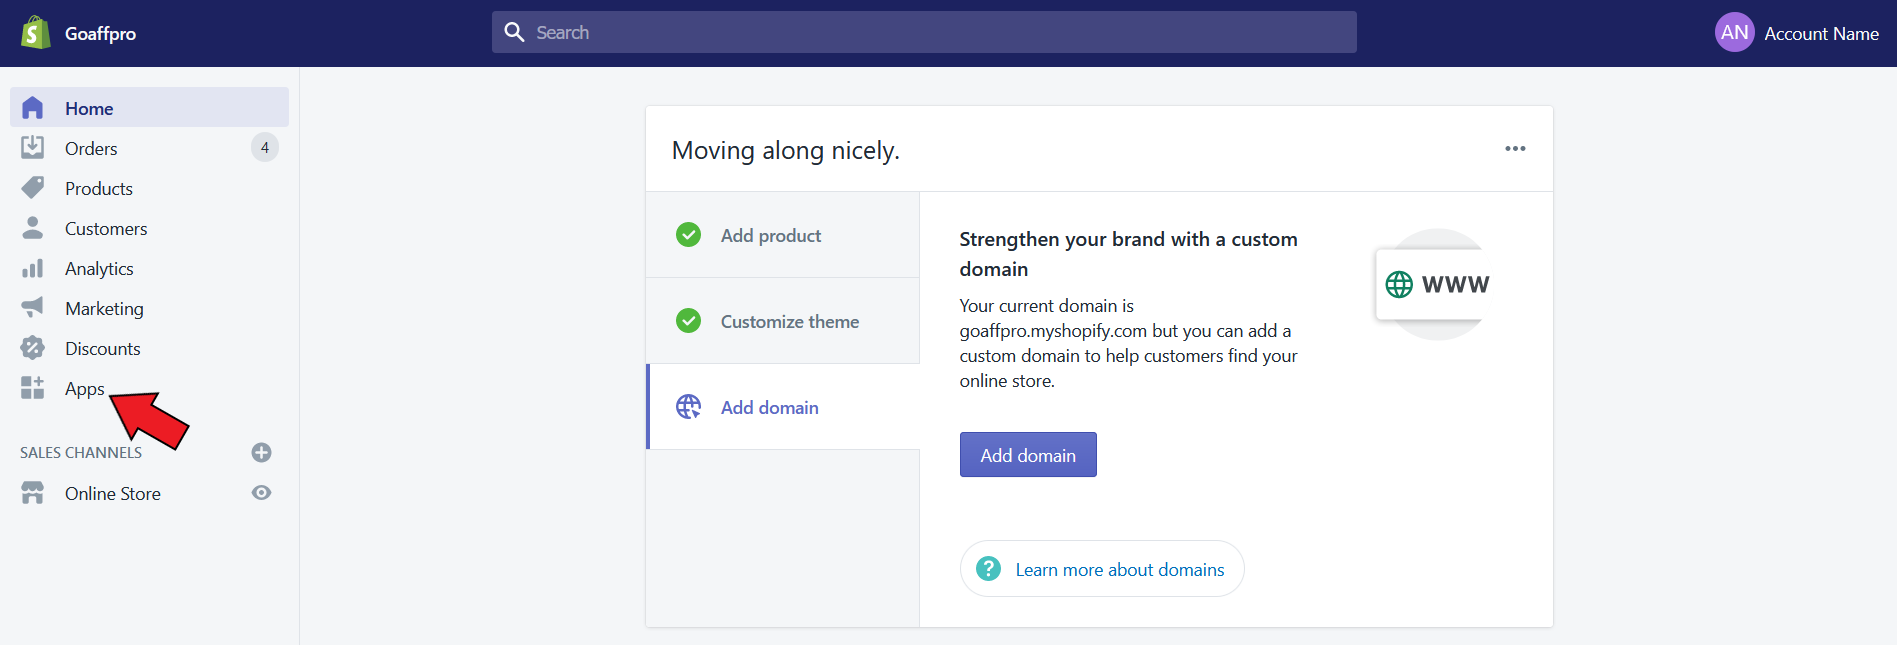 Goaffpro
Search
AN Account Name
Home
Orders 4
Products
Customers
Analytics
Marketing
Discounts
Apps
SALES CHANNELS
Online Store
Moving along nicely.
Add product
Customize theme
Add domain
Strengthen your brand with a custom
domain
Your current domain is
goaffpro.myshopify.com but you can add a
custom domain to help customers find your
online store.
Add domain
? Learn more about domains
WWW